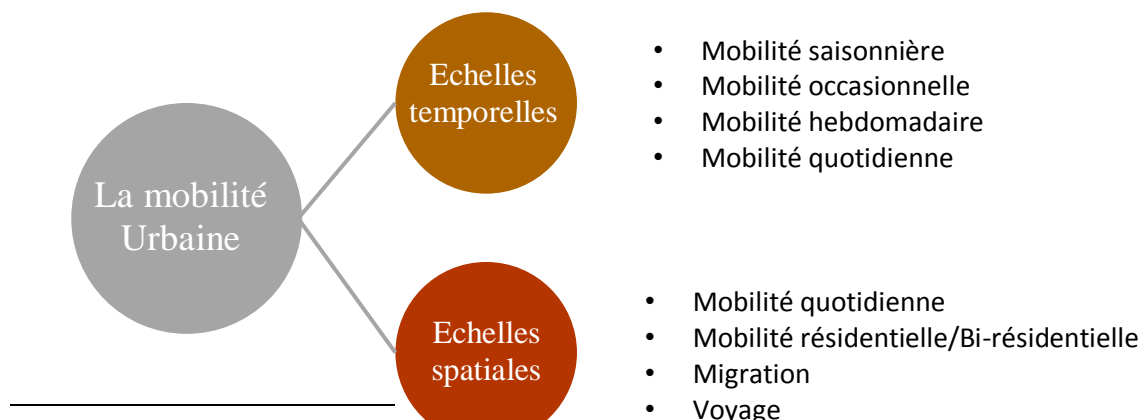 La mobilité
Urbaine
Echelles
temporelles
• Mobilité saisonnière
• Mobilité occasionnelle
• Mobilité hebdomadaire
• Mobilité quotidienne
Echelles
spatiales
• Mobilité quotidienne
• Mobilité résidentielle/Bi-résidentielle
• Migration
• Voyage